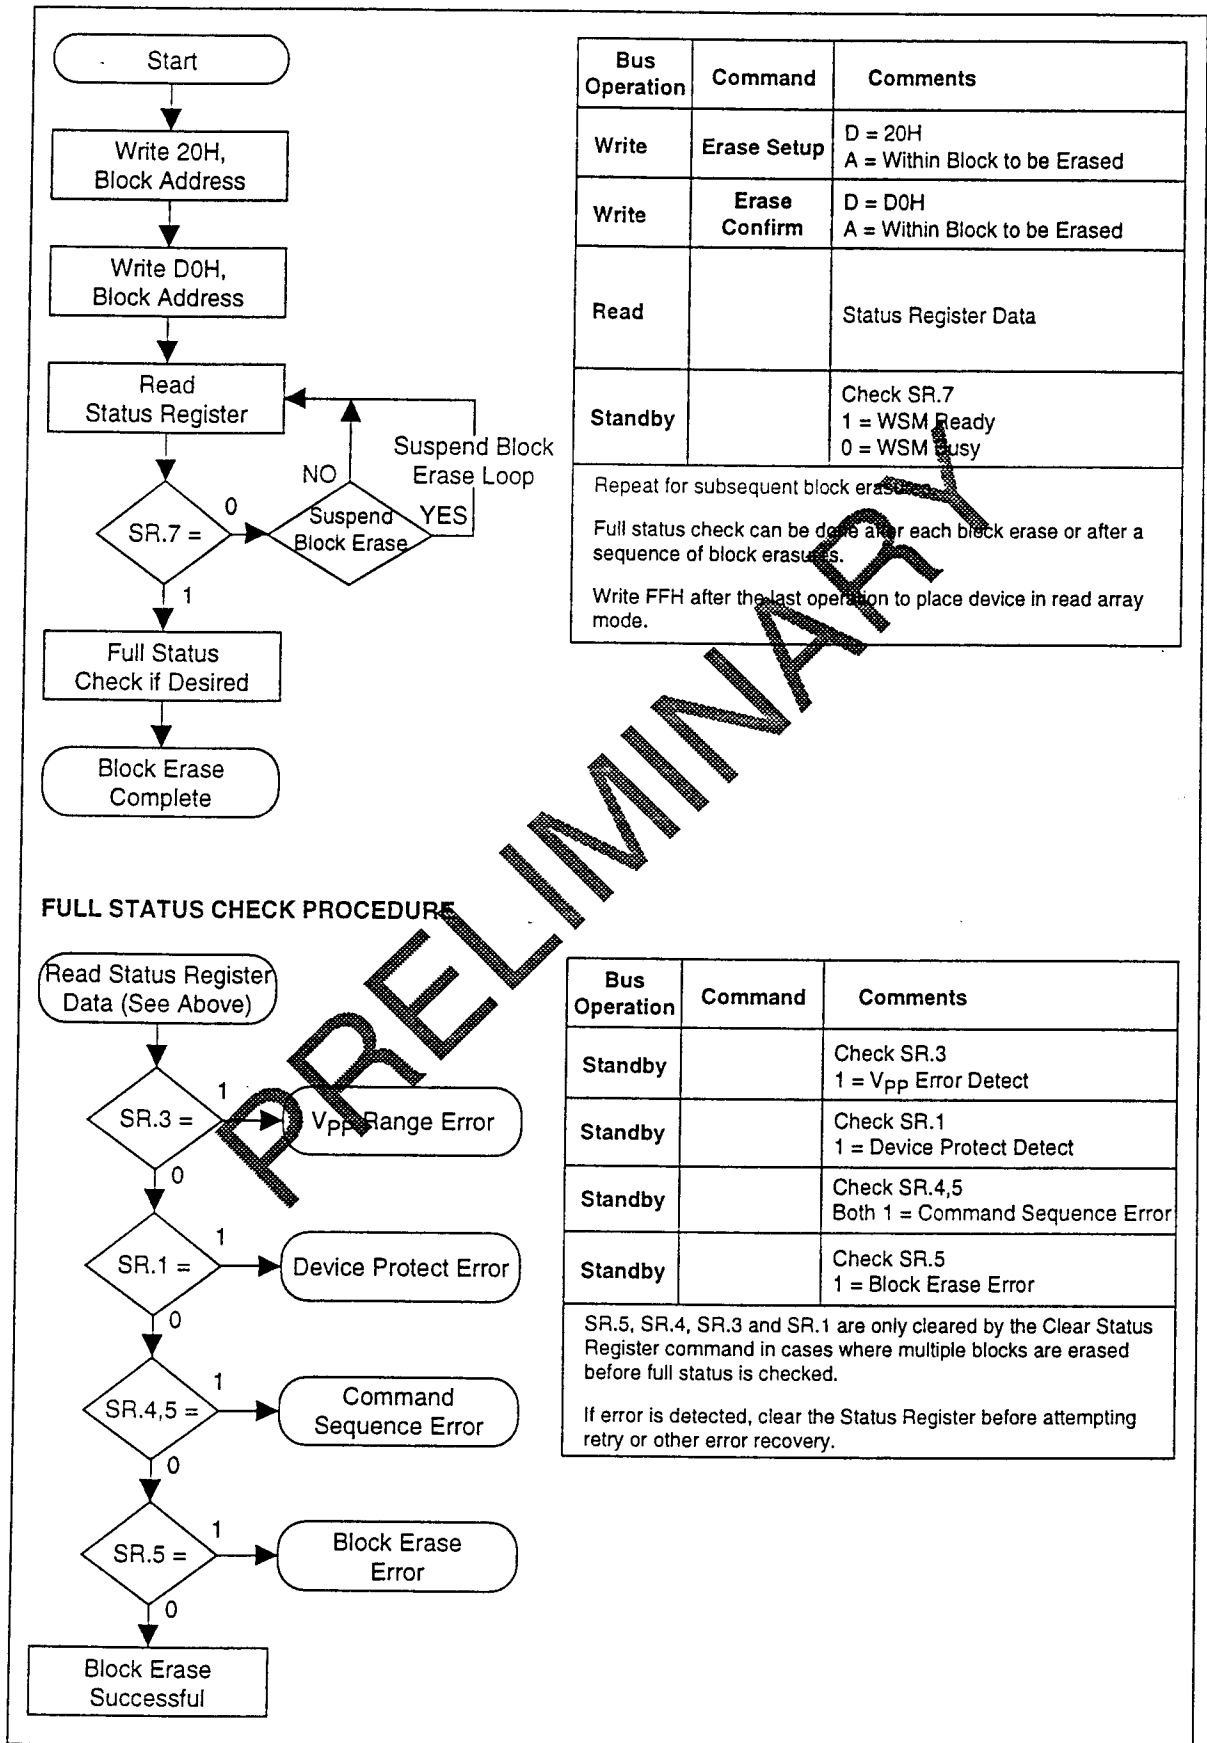 Start
Write 20H,
Block Address
Write D0H,
Block Address
Read
Status Register
Suspend Block
Erase Loop
NO
0
SR.7 =
Suspend
Block Erase
YES
1
Full Status
Check if Desired
Block Erase
Complete
Bus
Operation
Command
Comments
Write
Erase Setup
D = 20H
A = Within Block to be Erased
Write
Erase
Confirm
D = D0H
A = Within Block to be Erased
Read
Status Register Data
Standby
Check SR.7
1 = WSM Ready
0 = WSM Busy
Repeat for subsequent block erasures.
Full status check can be done after each block erase or after a
sequence of block erasures.
Write FFH after the last operation to place device in read array
mode.
PRELIMINARY
FULL STATUS CHECK PROCEDURE
Read Status Register
Data (See Above)
SR.3 =
1
VPP Range Error
0
SR.1 =
1
Device Protect Error
0
SR.4,5 =
1
Command
Sequence Error
0
SR.5 =
1
Block Erase
Error
0
Block Erase
Successful
Bus
Operation
Command
Comments
Standby
Check SR.3
1 = VPP Error Detect
Standby
Check SR.1
1 = Device Protect Detect
Standby
Check SR.4,5
Both 1 = Command Sequence Error
Standby
Check SR.5
1 = Block Erase Error
SR.5, SR.4, SR.3 and SR.1 are only cleared by the Clear Status
Register command in cases where multiple blocks are erased
before full status is checked.
If error is detected, clear the Status Register before attempting
retry or other error recovery.